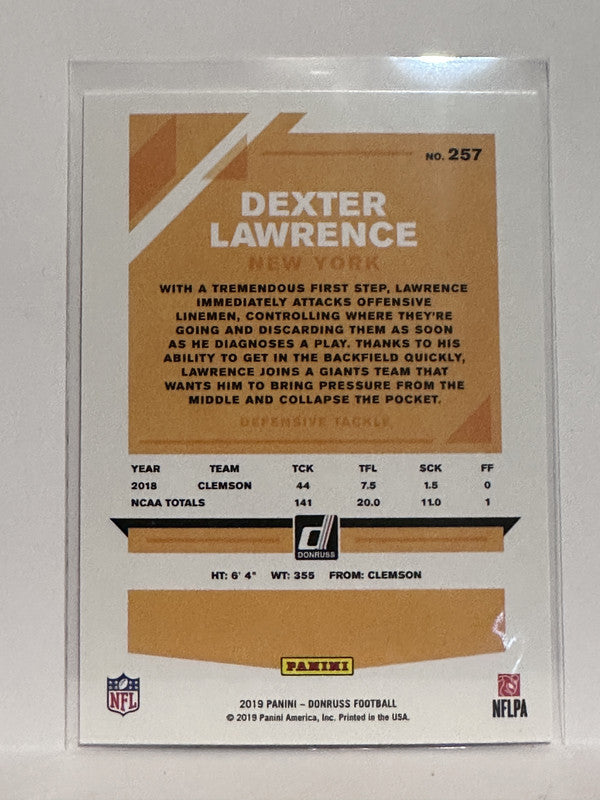 NO. 257
DEXTER
LAWRENCE
NEW YORK
WITH A TREMENDOUS FIRST STEP, LAWRENCE
IMMEDIATELY ATTACKS OFFENSIVE
LINEMEN, CONTROLLING WHERE THEY'RE
GOING AND DISCARDING THEM AS SOON
AS HE DIAGNOSES A PLAY. THANKS TO HIS
ABILITY TO GET IN THE BACKFIELD QUICKLY,
LAWRENCE JOINS A GIANTS TEAM THAT
WANTS HIM TO BRING PRESSURE FROM THE
MIDDLE AND COLLAPSE THE POCKET.
DEFENSIVE TACKLE
YEAR TEAM TCK TFL SCK FF
2018 CLEMSON 44 7.5 1.5 0
NCAA TOTALS 141 20.0 11.0 1
d
DONRUSS
HT: 6' 4" WT: 355 FROM: CLEMSON
PANINI
NFL
2019 PANINI – DONRUSS FOOTBALL
© 2019 Panini America, Inc. Printed in the USA.
NFLPA